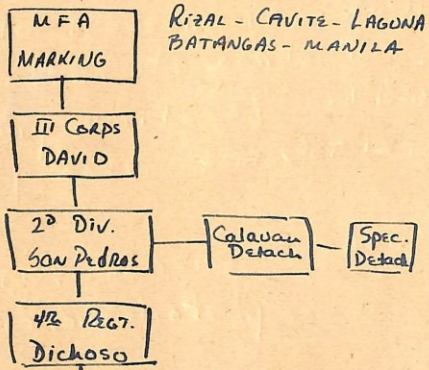 MFA
MARKING
RIZAL - CAVITE - LAGUNA
BATANGAS - MANILA
III CORPS
DAVID
2D DIV.
SAN PEDROS
Calauan
Detach
SPEC.
Detach
4TH REGT.
Dichoso